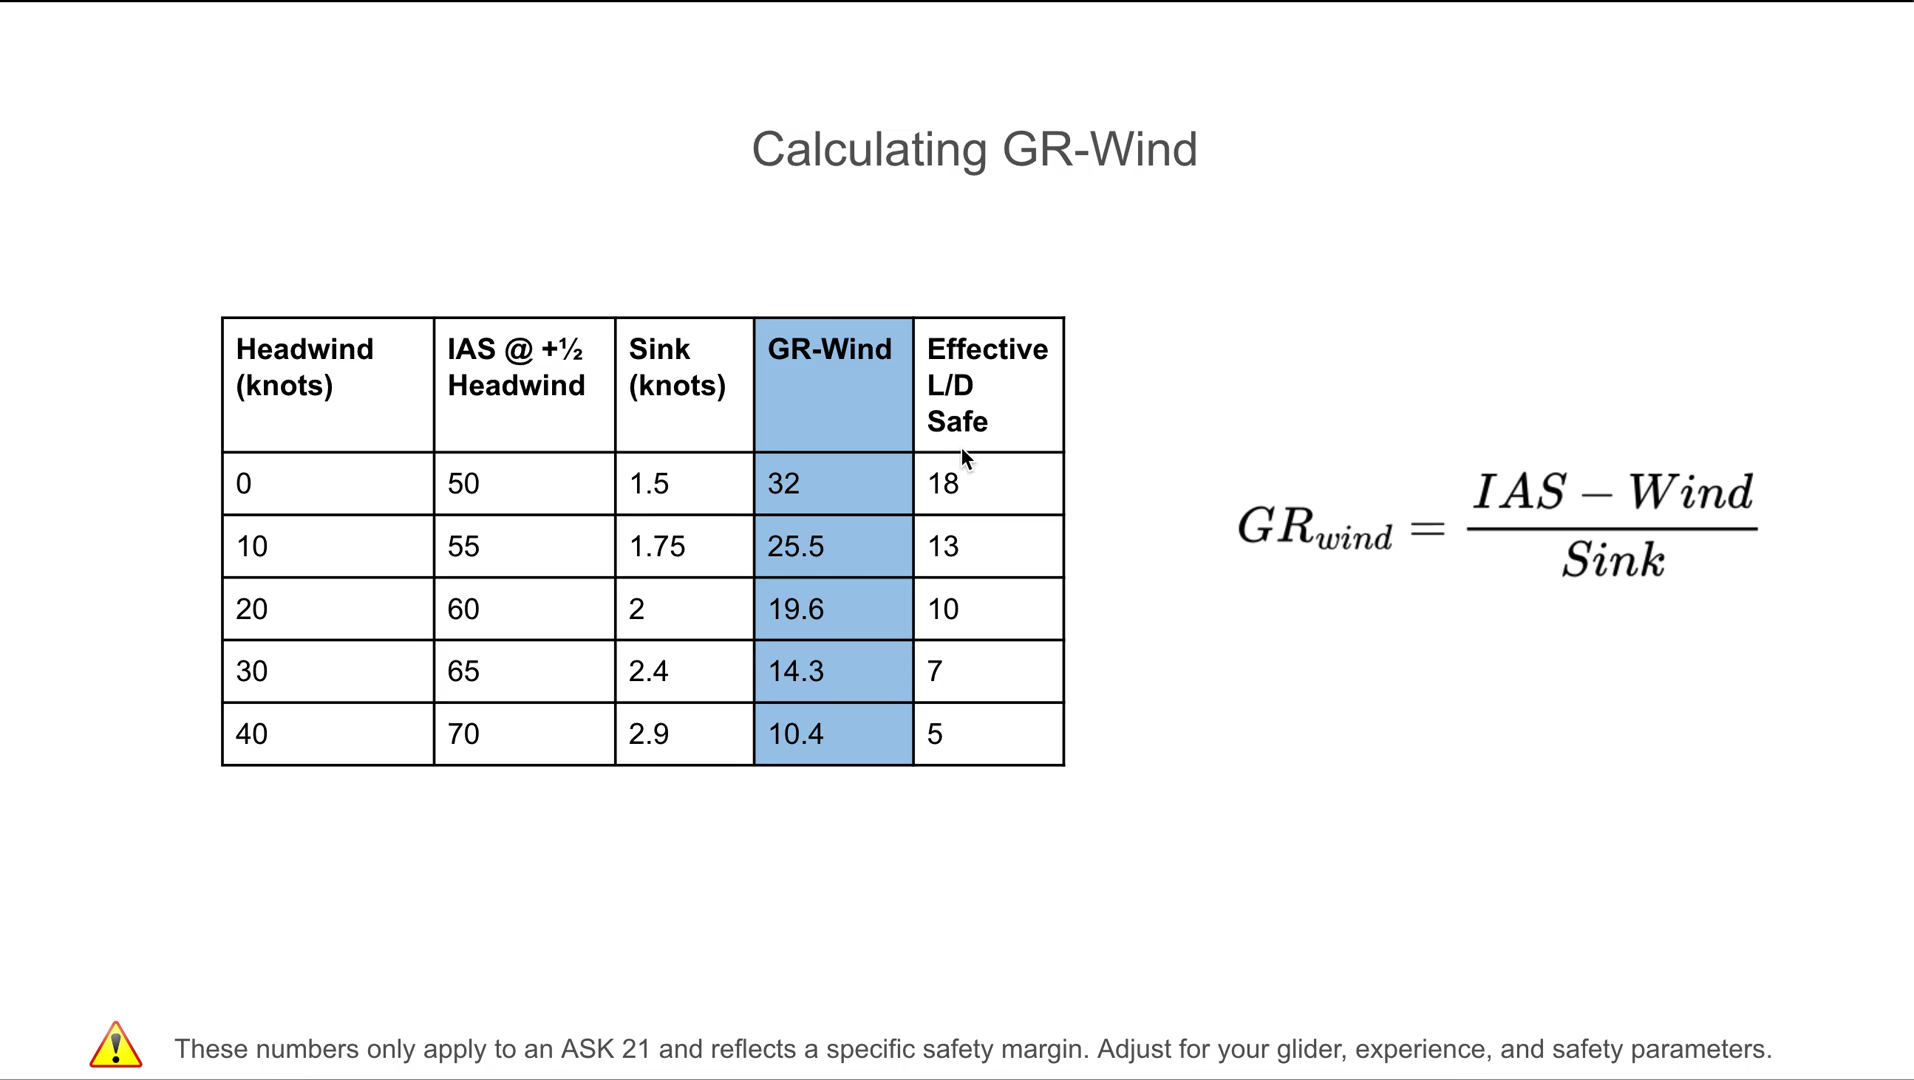 Calculating GR-Wind
Headwind (knots) IAS @ +½ Headwind Sink (knots) GR-Wind Effective L/D Safe
0 50 1.5 32 18
10 55 1.75 25.5 13
20 60 2 19.6 10
30 65 2.4 14.3 7
40 70 2.9 10.4 5
GR_wind = (IAS − Wind) / Sink
These numbers only apply to an ASK 21 and reflects a specific safety margin. Adjust for your glider, experience, and safety parameters.